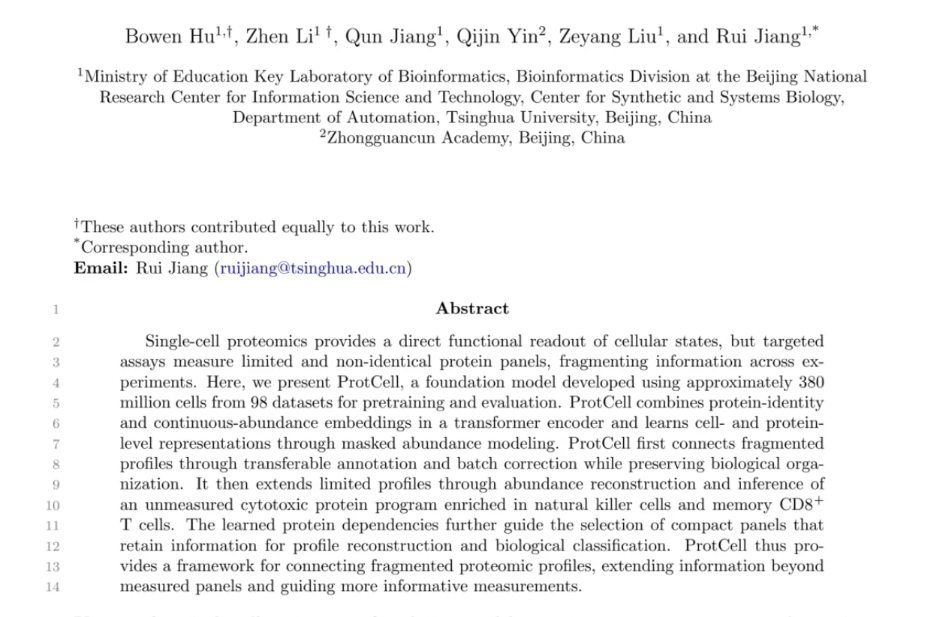 Bowen Hu1,†, Zhen Li1 †, Qun Jiang1, Qijin Yin2, Zeyang Liu1, and Rui Jiang1,*
1Ministry of Education Key Laboratory of Bioinformatics, Bioinformatics Division at the Beijing National
Research Center for Information Science and Technology, Center for Synthetic and Systems Biology,
Department of Automation, Tsinghua University, Beijing, China
2Zhongguancun Academy, Beijing, China
†These authors contributed equally to this work.
*Corresponding author.
Email: Rui Jiang (ruijiang@tsinghua.edu.cn)
1 Abstract
2 Single-cell proteomics provides a direct functional readout of cellular states, but targeted
3 assays measure limited and non-identical protein panels, fragmenting information across ex-
4 periments. Here, we present ProtCell, a foundation model developed using approximately 380
5 million cells from 98 datasets for pretraining and evaluation. ProtCell combines protein-identity
6 and continuous-abundance embeddings in a transformer encoder and learns cell- and protein-
7 level representations through masked abundance modeling. ProtCell first connects fragmented
8 profiles through transferable annotation and batch correction while preserving biological orga-
9 nization. It then extends limited profiles through abundance reconstruction and inference of
10 an unmeasured cytotoxic protein program enriched in natural killer cells and memory CD8+
11 T cells. The learned protein dependencies further guide the selection of compact panels that
12 retain information for profile reconstruction and biological classification. ProtCell thus pro-
13 vides a framework for connecting fragmented proteomic profiles, extending information beyond
14 measured panels and guiding more informative measurements.